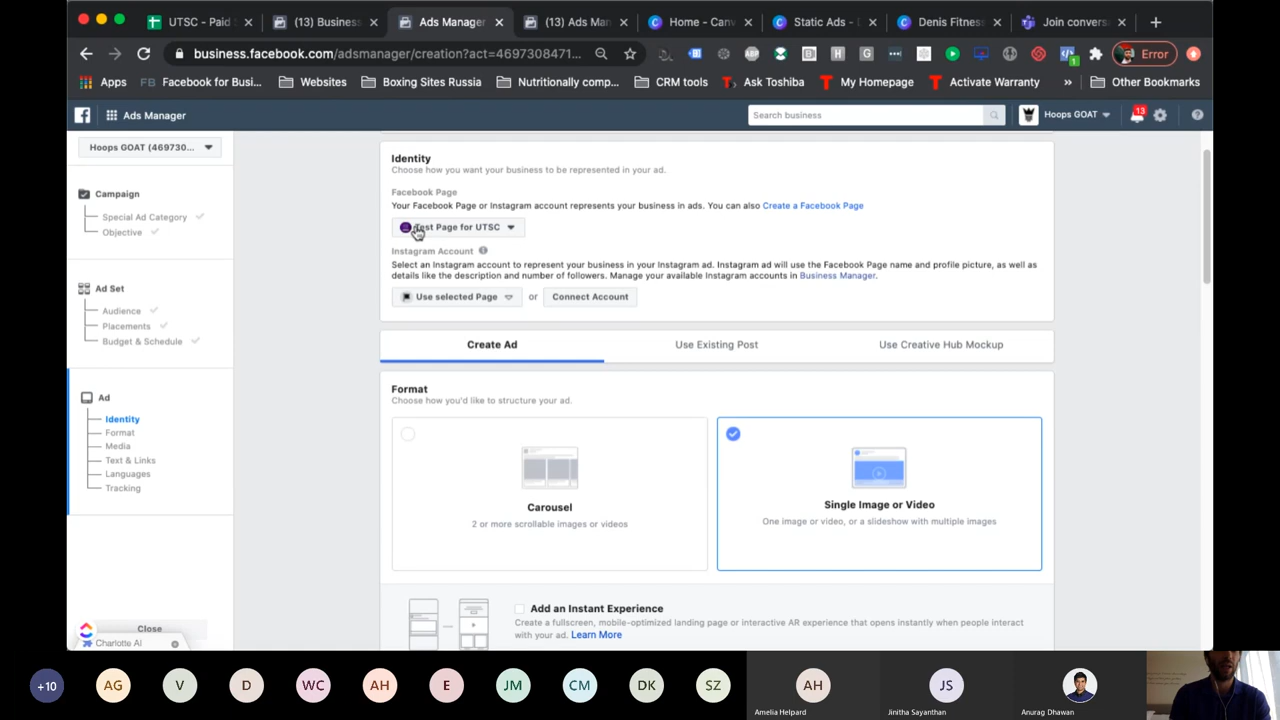 UTSC - Paid S
(13) Business
Ads Manager
(13) Ads Man
Home - Canv
Static Ads - D
Denis Fitness
Join convers
business.facebook.com/adsmanager/creation?act=4697308471...
Error
Apps
Facebook for Busi...
Websites
Boxing Sites Russia
Nutritionally comp...
CRM tools
Ask Toshiba
My Homepage
Activate Warranty
Other Bookmarks
Ads Manager
Search business
Hoops GOAT
13
Hoops GOAT (469730...
Campaign
Special Ad Category
Objective
Ad Set
Audience
Placements
Budget & Schedule
Ad
Identity
Format
Media
Text & Links
Languages
Tracking
Close
Charlotte AI
Identity
Choose how you want your business to be represented in your ad.
Facebook Page
Your Facebook Page or Instagram account represents your business in ads. You can also Create a Facebook Page
Test Page for UTSC
Instagram Account
Select an Instagram account to represent your business in your Instagram ad. Instagram ad will use the Facebook Page name and profile picture, as well as
details like the description and number of followers. Manage your available Instagram accounts in Business Manager.
Use selected Page or Connect Account
Create Ad
Use Existing Post
Use Creative Hub Mockup
Format
Choose how you'd like to structure your ad.
Carousel
2 or more scrollable images or videos
Single Image or Video
One image or video, or a slideshow with multiple images
Add an Instant Experience
Create a fullscreen, mobile-optimized landing page or interactive AR experience that opens instantly when people interact
with your ad. Learn More
+10
AG
V
D
WC
AH
E
JM
CM
DK
SZ
AH
JS
Amelia Helpard
Jinitha Sayanthan
Anurag Dhawan